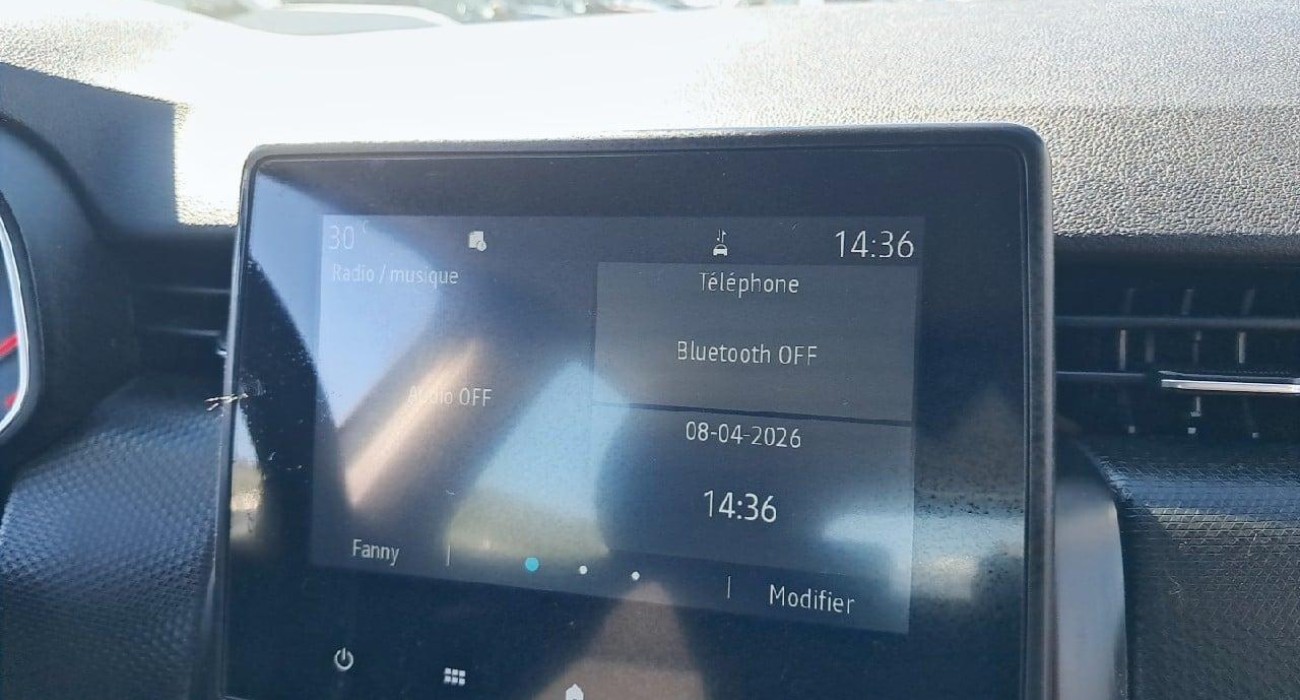 30°
14:36
Radio / musique
Téléphone
Bluetooth OFF
Audio OFF
08-04-2026
14:36
Fanny
Modifier